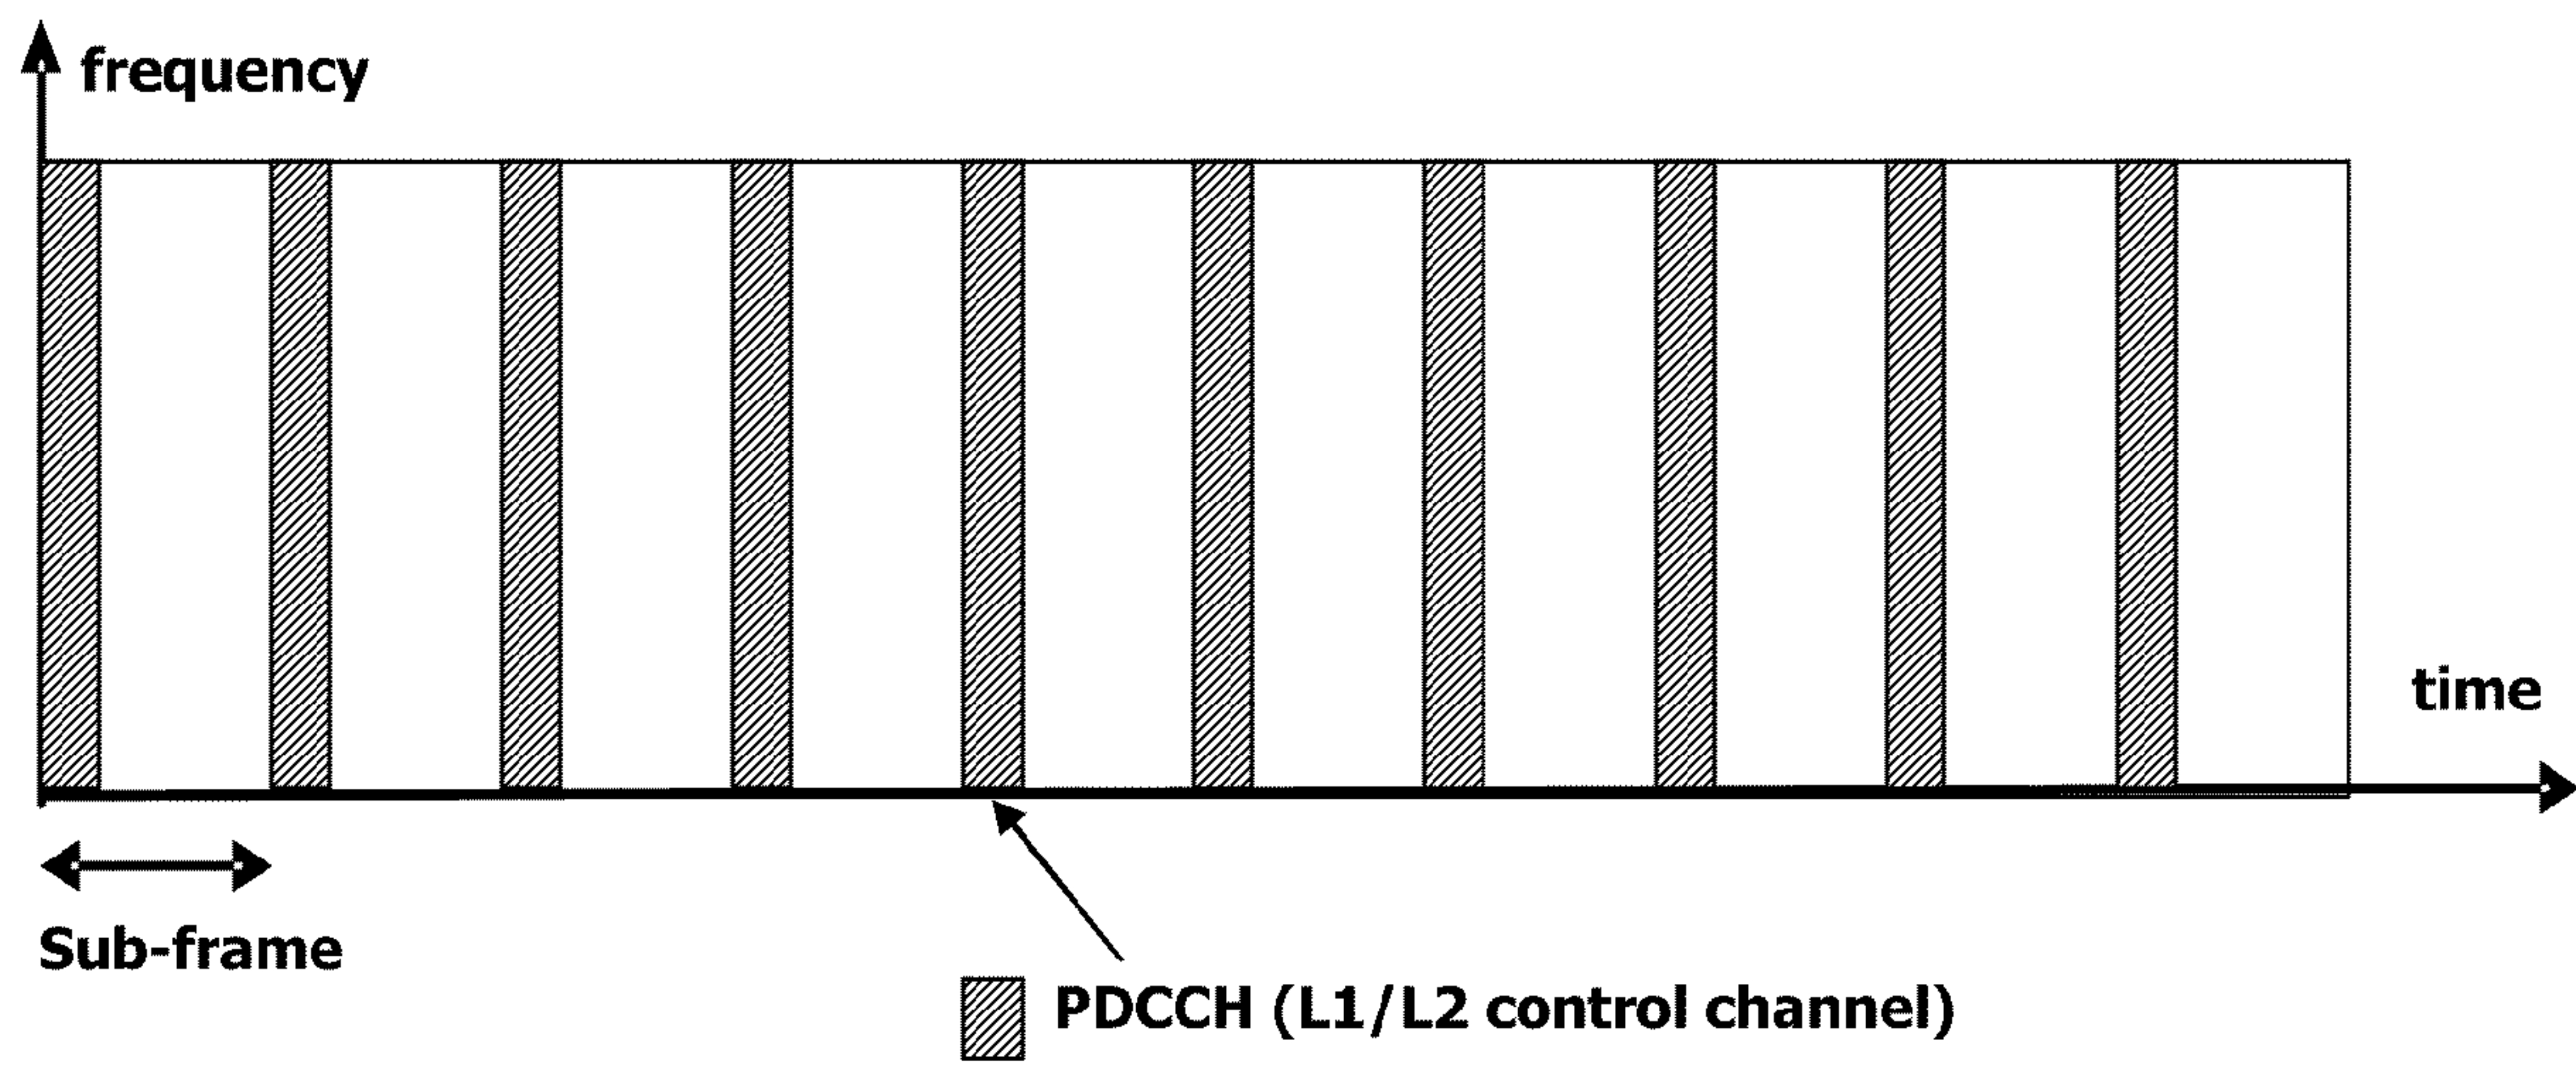 frequency
time
Sub-frame
PDCCH (L1/L2 control channel)